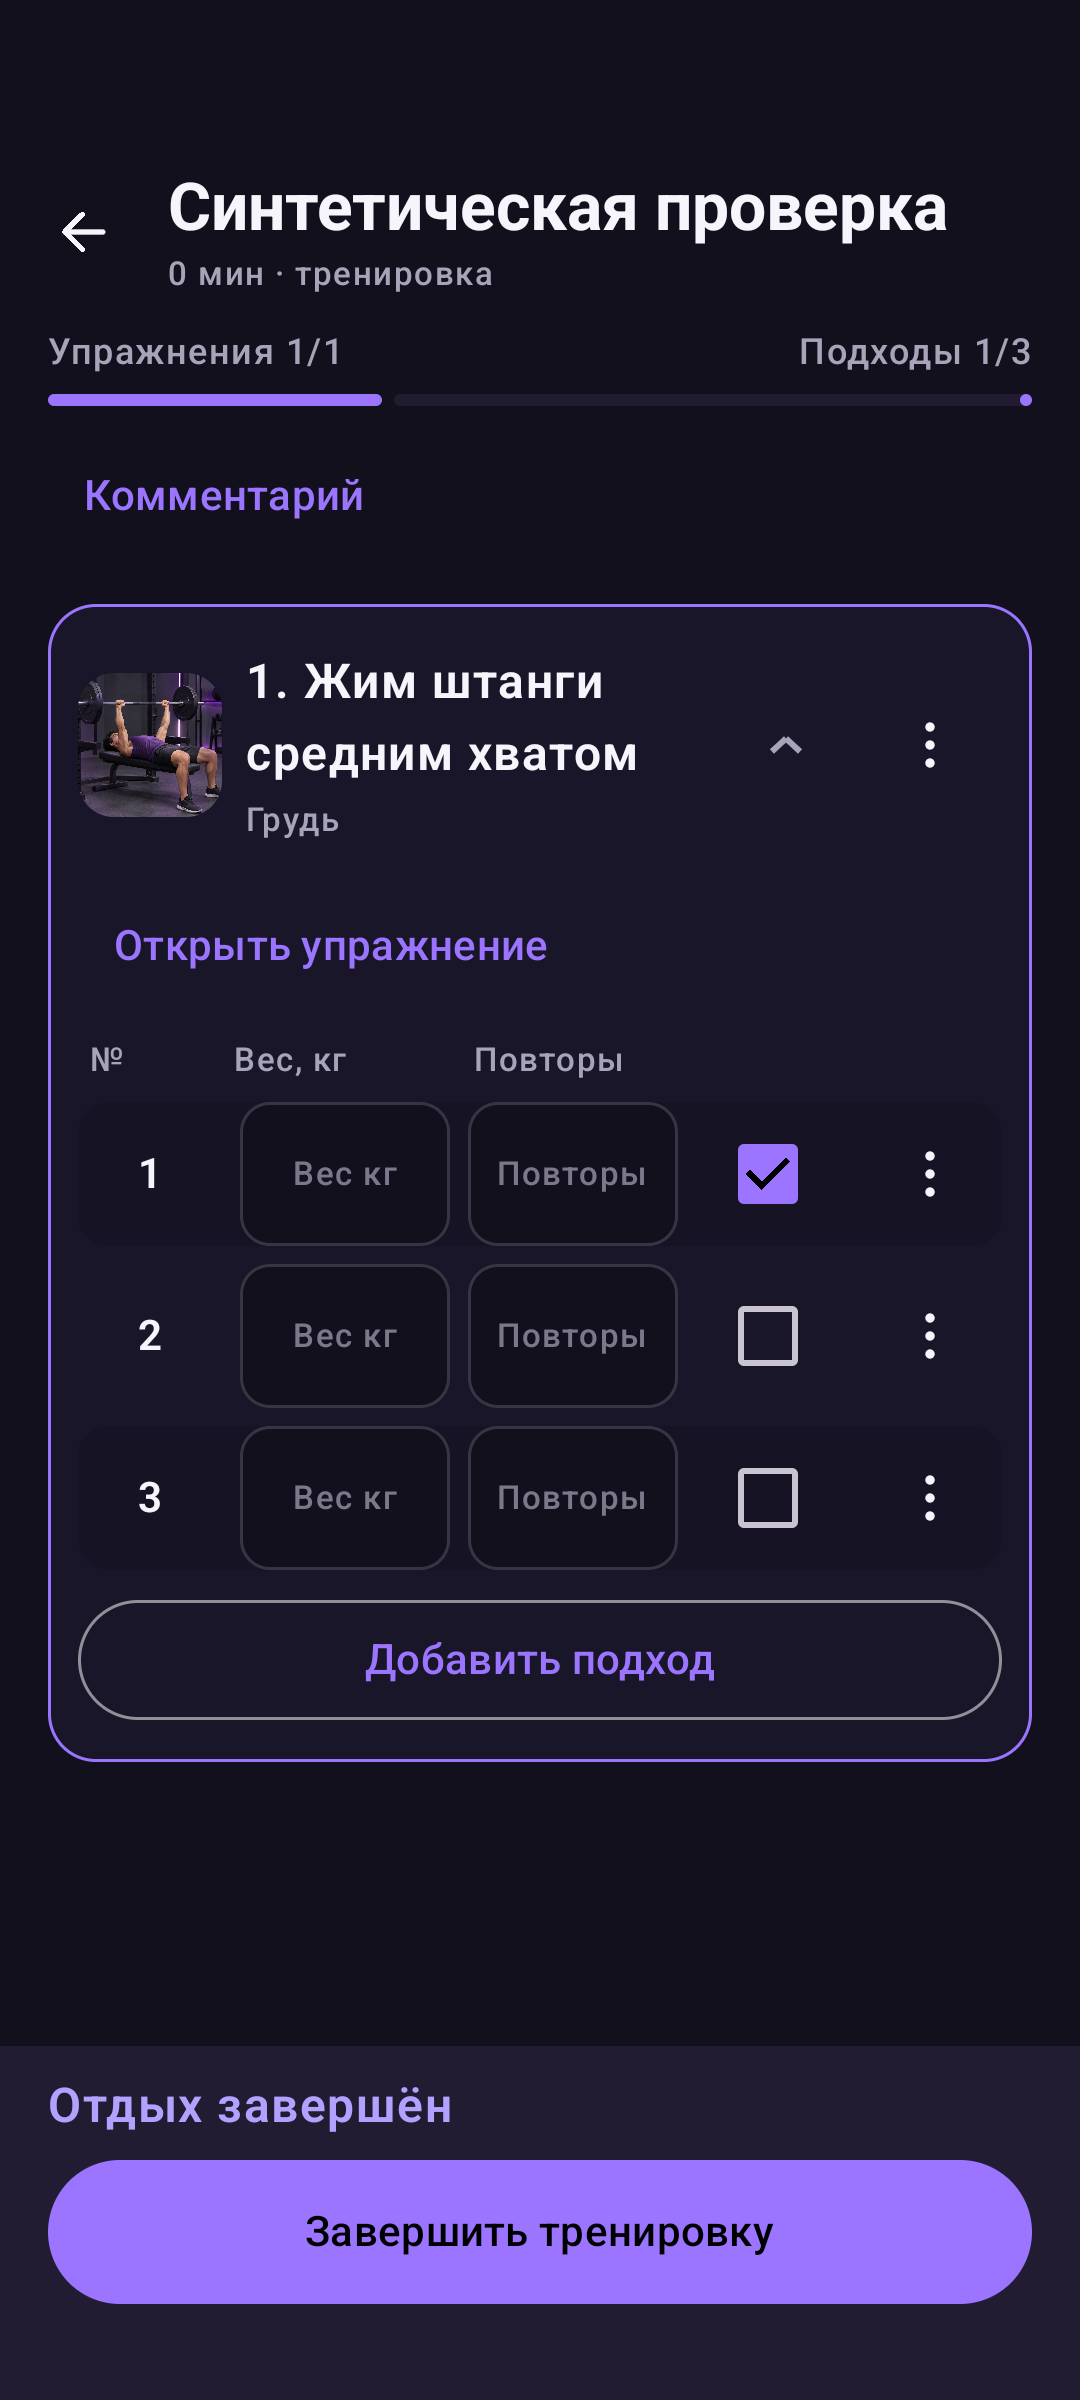 Синтетическая проверка
0 мин · тренировка
Упражнения 1/1
Подходы 1/3
Комментарий
1. Жим штанги
средним хватом
Грудь
Открыть упражнение
№ Вес, кг Повторы
1 Вес кг Повторы
2 Вес кг Повторы
3 Вес кг Повторы
Добавить подход
Отдых завершён
Завершить тренировку